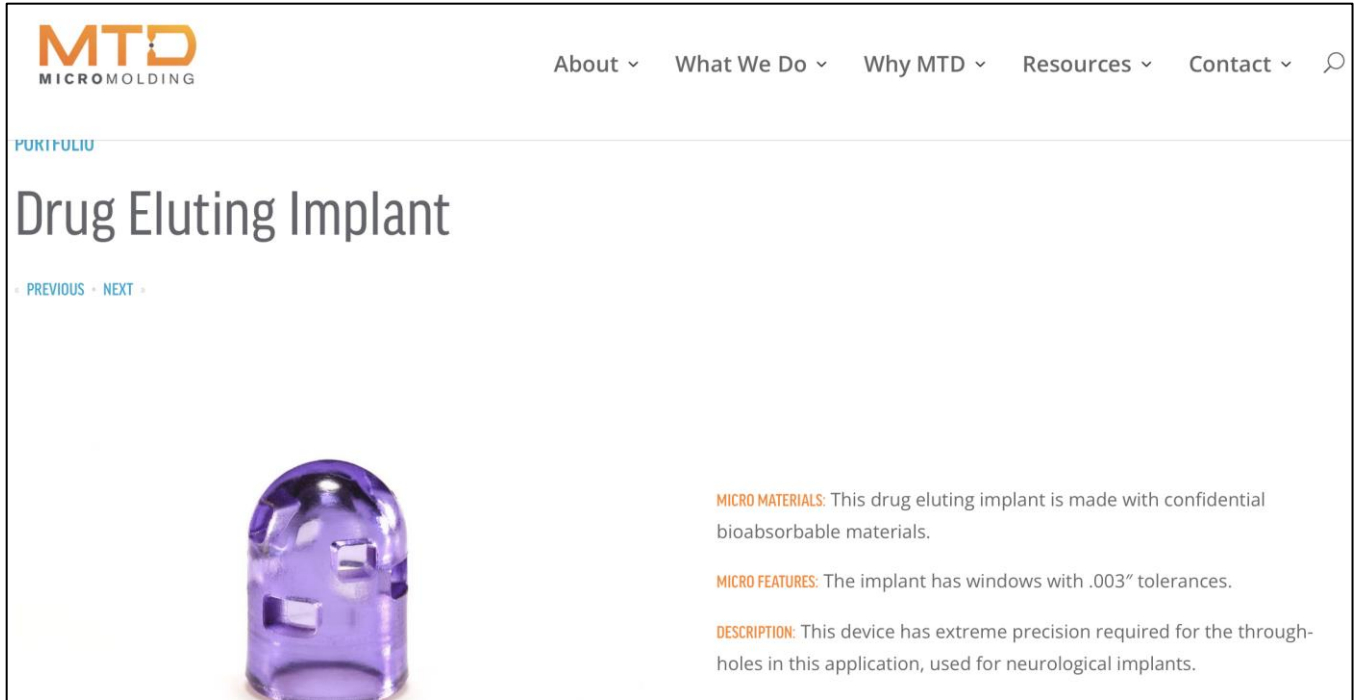 MTD
MICROMOLDING
About What We Do Why MTD Resources Contact
PORTFOLIO
Drug Eluting Implant
« PREVIOUS • NEXT »
MICRO MATERIALS: This drug eluting implant is made with confidential
bioabsorbable materials.
MICRO FEATURES: The implant has windows with .003″ tolerances.
DESCRIPTION: This device has extreme precision required for the through-
holes in this application, used for neurological implants.